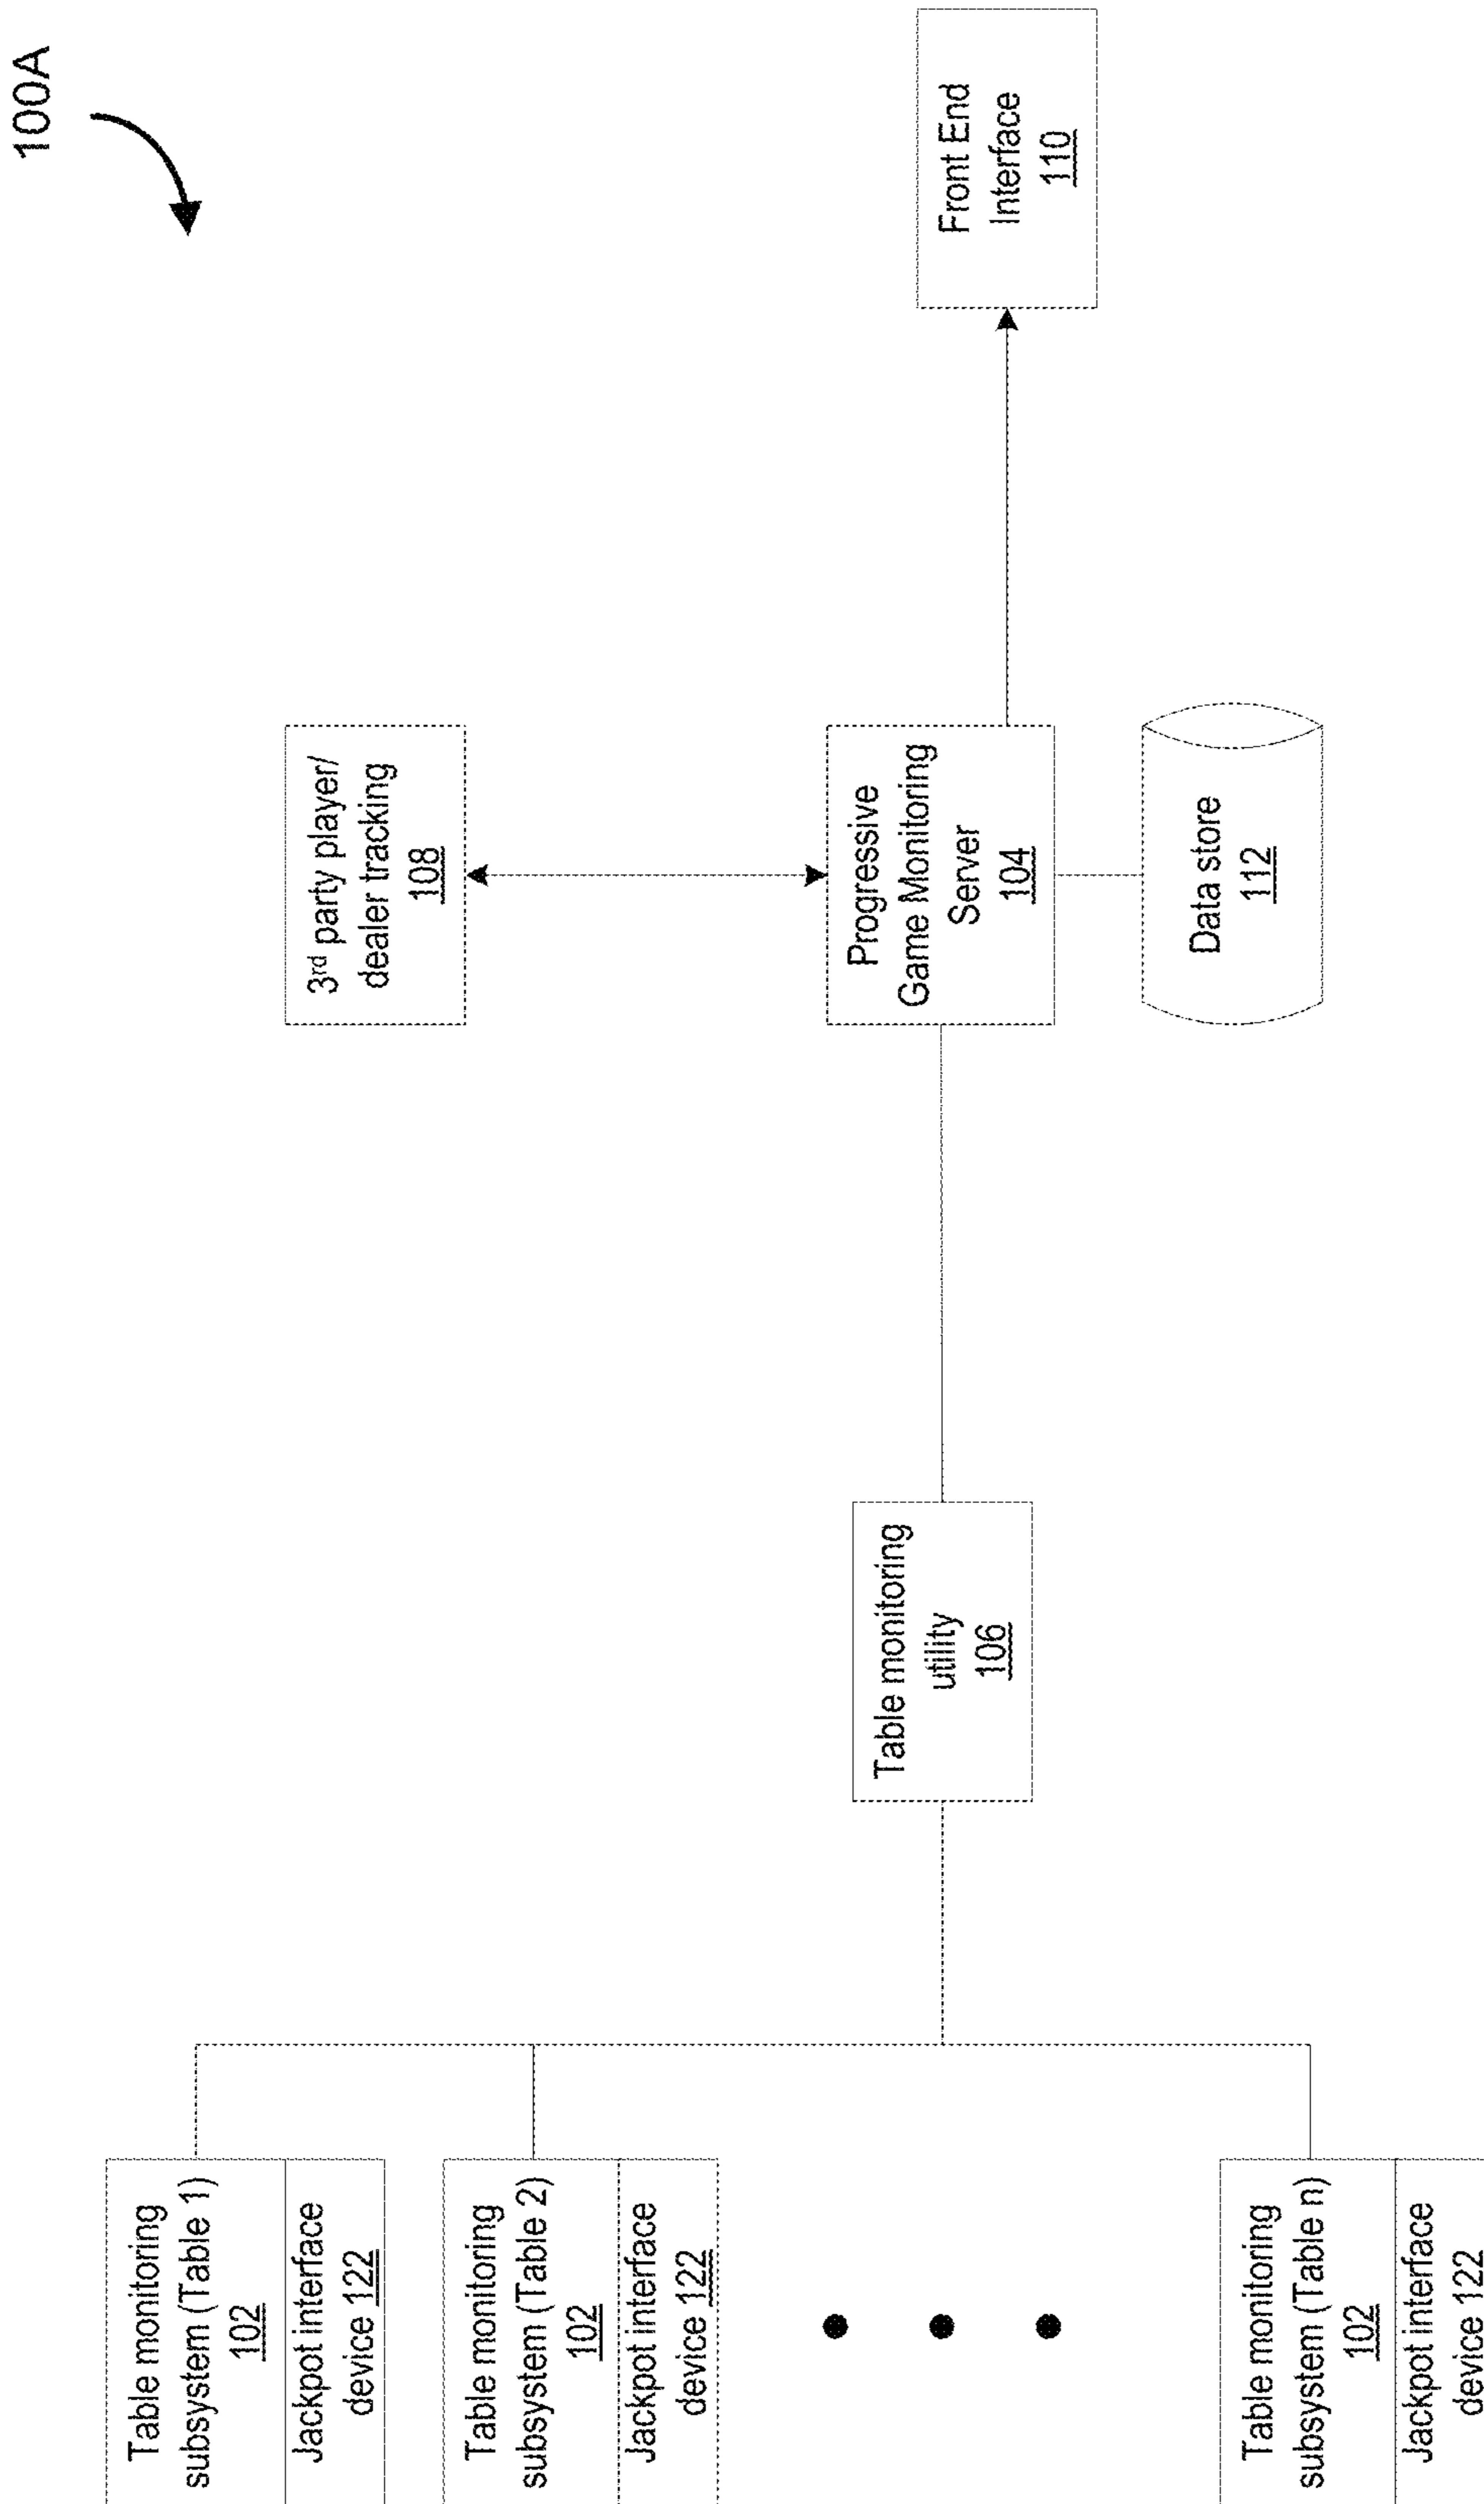 100A
Table monitoring
subsystem (Table 1)
102
Jackpot interface
device 122
Table monitoring
subsystem (Table 2)
102
Jackpot interface
device 122
Table monitoring
subsystem (Table n)
102
Jackpot interface
device 122
Table monitoring
utility
106
3rd party player/
dealer tracking
108
Progressive
Game Monitoring
Server
104
Data store
112
Front End
Interface
110